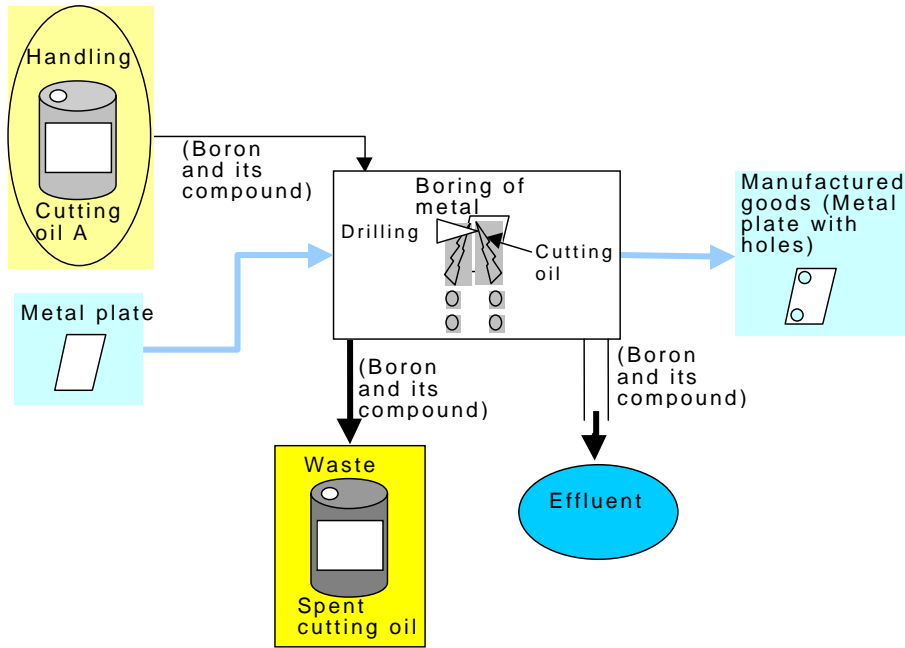 Handling
Cutting
oil A
(Boron
and its
compound)
Metal plate
Boring of
metal
Drilling
Cutting
oil
Manufactured
goods (Metal
plate with
holes)
(Boron
and its
compound)
(Boron
and its
compound)
Waste
Spent
cutting oil
Effluent